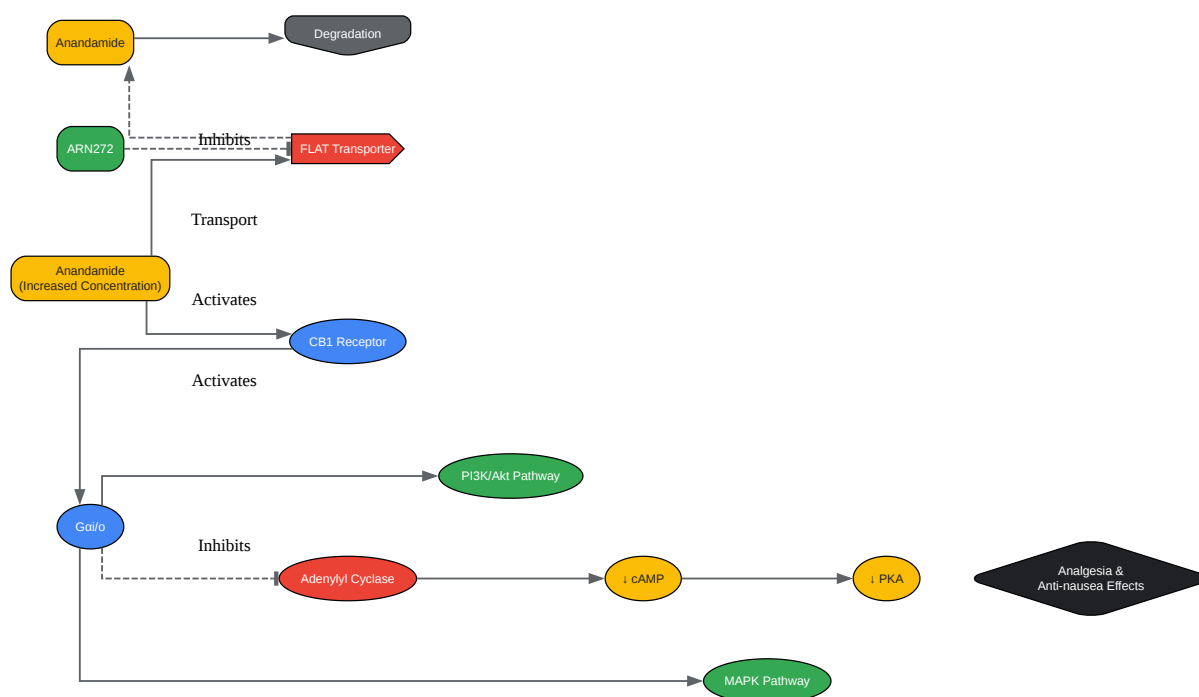 Anandamide
Degradation
Inhibits
ARN272
FLAT Transporter
Transport
Anandamide
(Increased Concentration)
Activates
CB1 Receptor
Activates
PI3K/Akt Pathway
Gαi/o
Inhibits
Adenylyl Cyclase
↓ cAMP
↓ PKA
Analgesia &
Anti-nausea Effects
MAPK Pathway